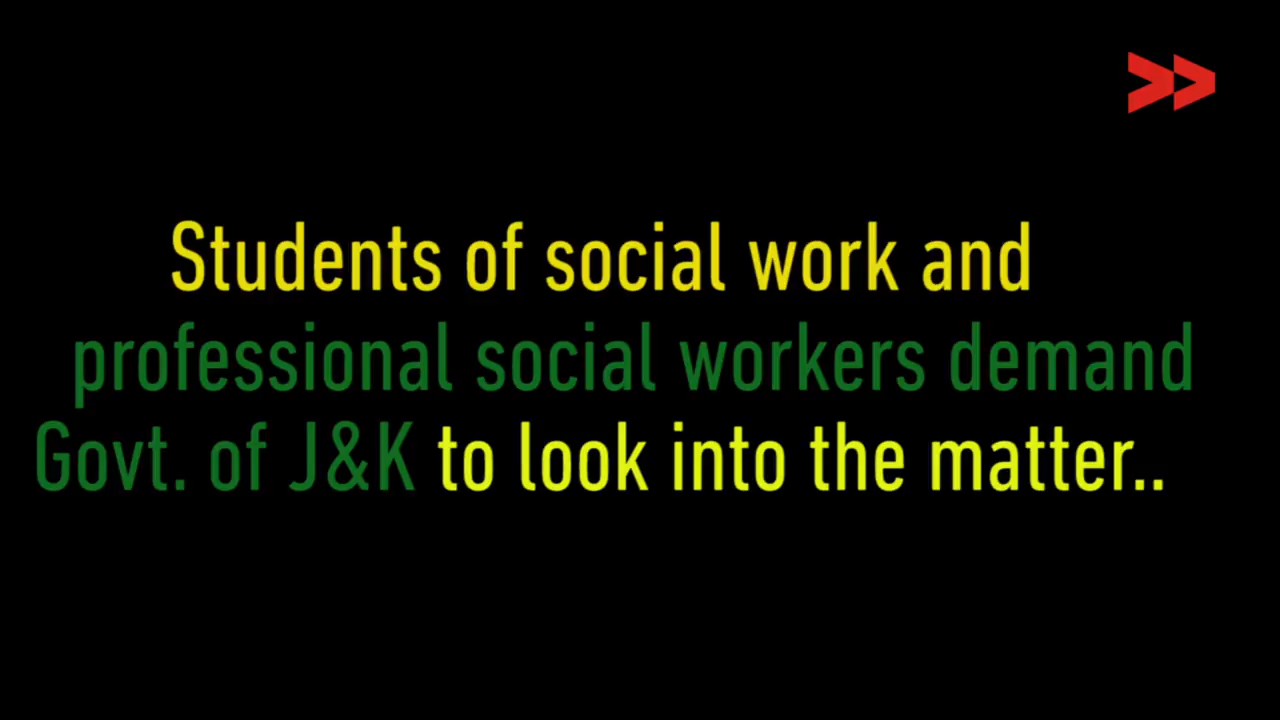 Students of social work and
professional social workers demand
Govt. of J&K to look into the matter..